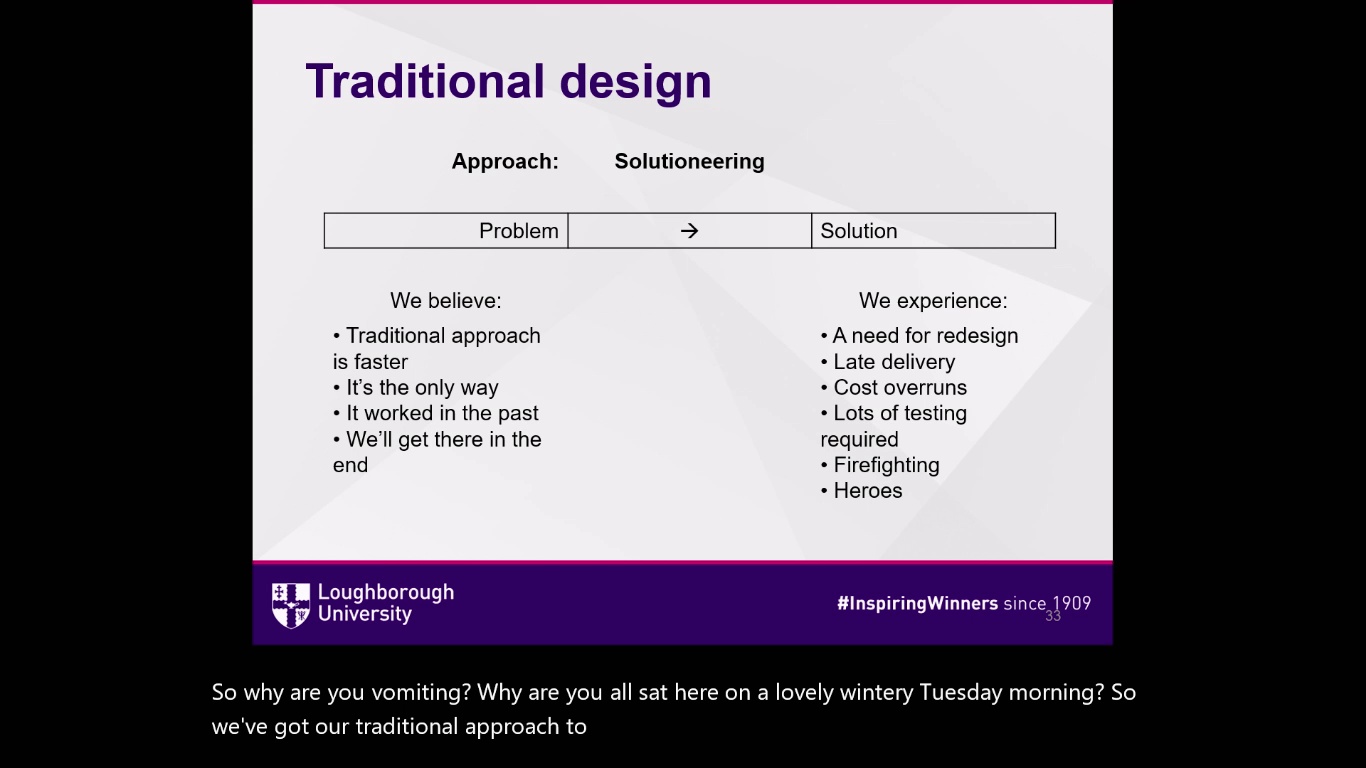 Traditional design
Approach: Solutioneering
Problem → Solution
We believe:
• Traditional approach
is faster
• It’s the only way
• It worked in the past
• We’ll get there in the
end
We experience:
• A need for redesign
• Late delivery
• Cost overruns
• Lots of testing
required
• Firefighting
• Heroes
Loughborough
University
#InspiringWinners since 1909
33
So why are you vomiting? Why are you all sat here on a lovely wintery Tuesday morning? So
we've got our traditional approach to